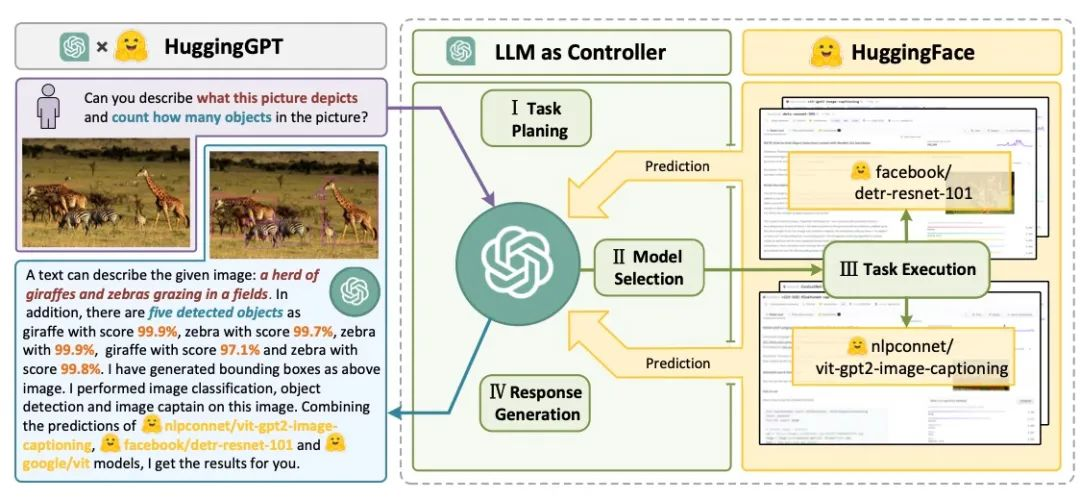 HuggingGPT
LLM as Controller
HuggingFace
Can you describe what this picture depicts
and count how many objects in the picture?
A text can describe the given image: a herd of
giraffes and zebras grazing in a fields. In
addition, there are five detected objects as
giraffe with score 99.9%, zebra with score 99.7%, zebra
with 99.9%, giraffe with score 97.1% and zebra with
score 99.8%. I have generated bounding boxes as above
image. I performed image classification, object
detection and image captain on this image. Combining
the predictions of nlpconnet/vit-gpt2-image-
captioning, facebook/detr-resnet-101 and
google/vit models, I get the results for you.
I Task
Planing
Prediction
II Model
Selection
Prediction
IV Response
Generation
facebook/
detr-resnet-101
III Task Execution
nlpconnet/
vit-gpt2-image-captioning